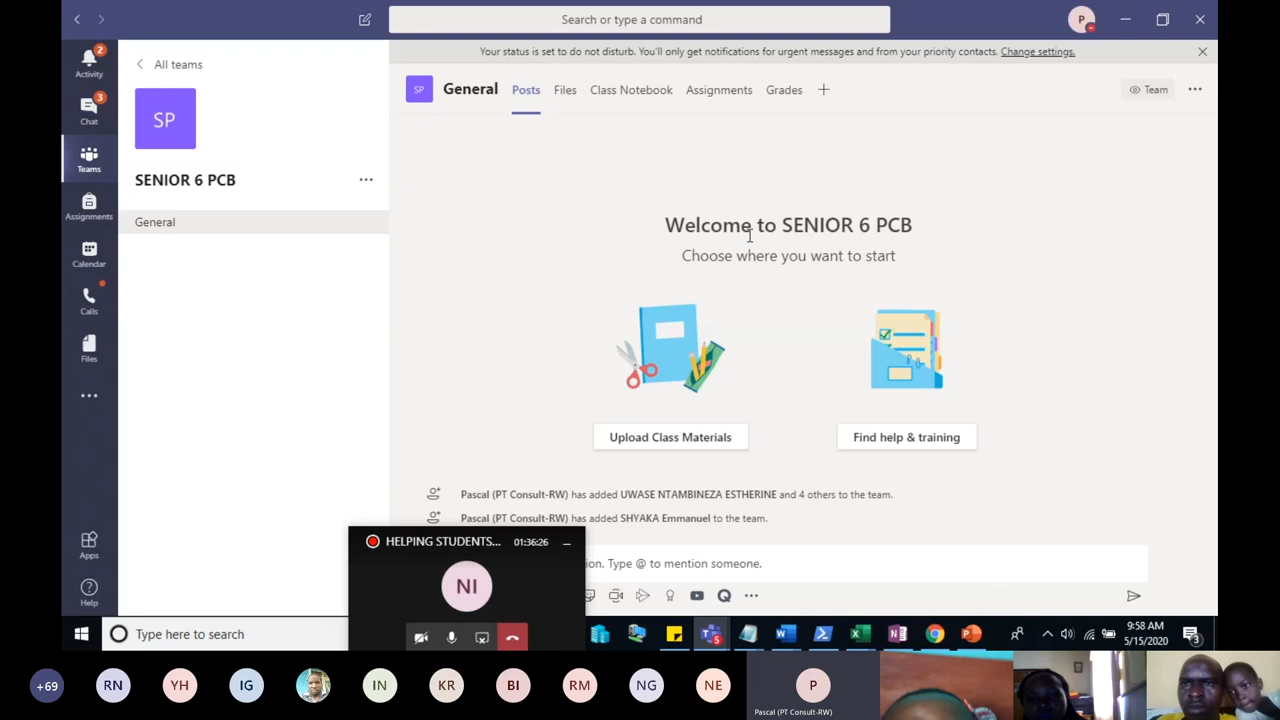 Search or type a command
P
Your status is set to do not disturb. You'll only get notifications for urgent messages and from your priority contacts. Change settings.
2
Activity
3
Chat
Teams
Assignments
Calendar
Calls
Files
Apps
Help
All teams
SP
SENIOR 6 PCB
General
SP
General
Posts
Files
Class Notebook
Assignments
Grades
Team
Welcome to SENIOR 6 PCB
Choose where you want to start
Upload Class Materials
Find help & training
Pascal (PT Consult-RW) has added UWASE NTAMBINEZA ESTHERINE and 4 others to the team.
Pascal (PT Consult-RW) has added SHYAKA Emmanuel to the team.
HELPING STUDENTS...
01:36:26
NI
ion. Type @ to mention someone.
Type here to search
5
9:58 AM
5/15/2020
3
+69
RN
YH
IG
IN
KR
BI
RM
NG
NE
P
Pascal (PT Consult-RW)